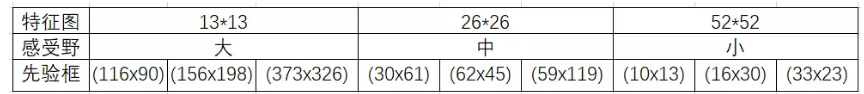 特征图 13*13 26*26 52*52
感受野 大 中 小
先验框 (116x90) (156x198) (373x326) (30x61) (62x45) (59x119) (10x13) (16x30) (33x23)